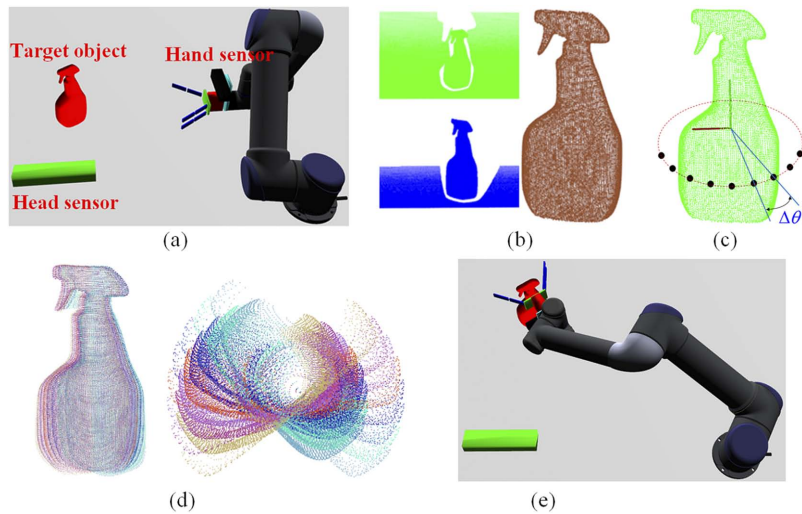 Target object
Hand sensor
Head sensor
(a)
(b)
Δθ
(c)
(d)
(e)